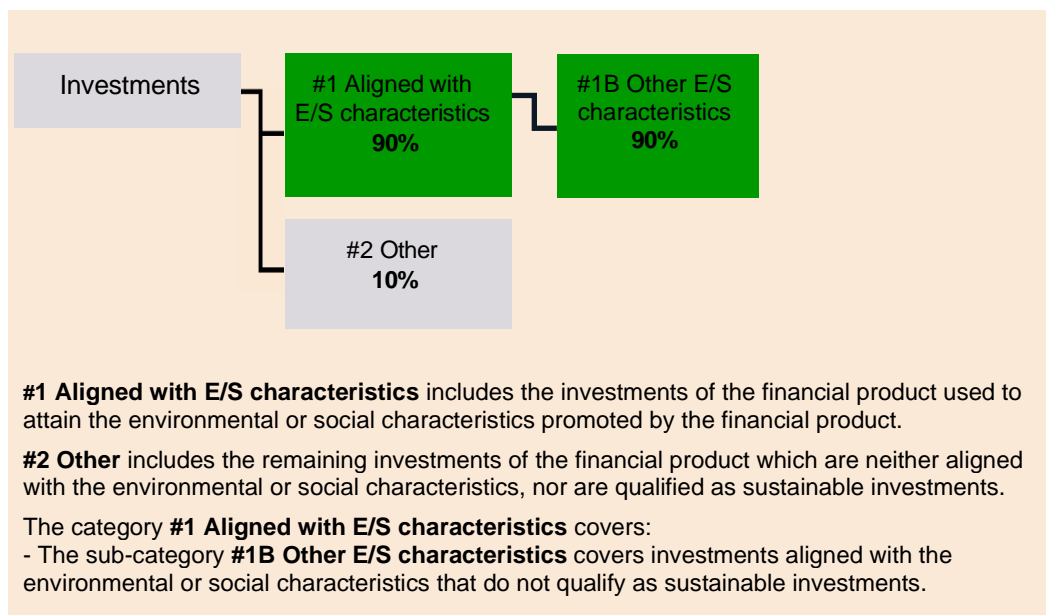 Investments
#1 Aligned with
E/S characteristics
90%
#1B Other E/S
characteristics
90%
#2 Other
10%
#1 Aligned with E/S characteristics includes the investments of the financial product used to
attain the environmental or social characteristics promoted by the financial product.
#2 Other includes the remaining investments of the financial product which are neither aligned
with the environmental or social characteristics, nor are qualified as sustainable investments.
The category #1 Aligned with E/S characteristics covers:
- The sub-category #1B Other E/S characteristics covers investments aligned with the
environmental or social characteristics that do not qualify as sustainable investments.